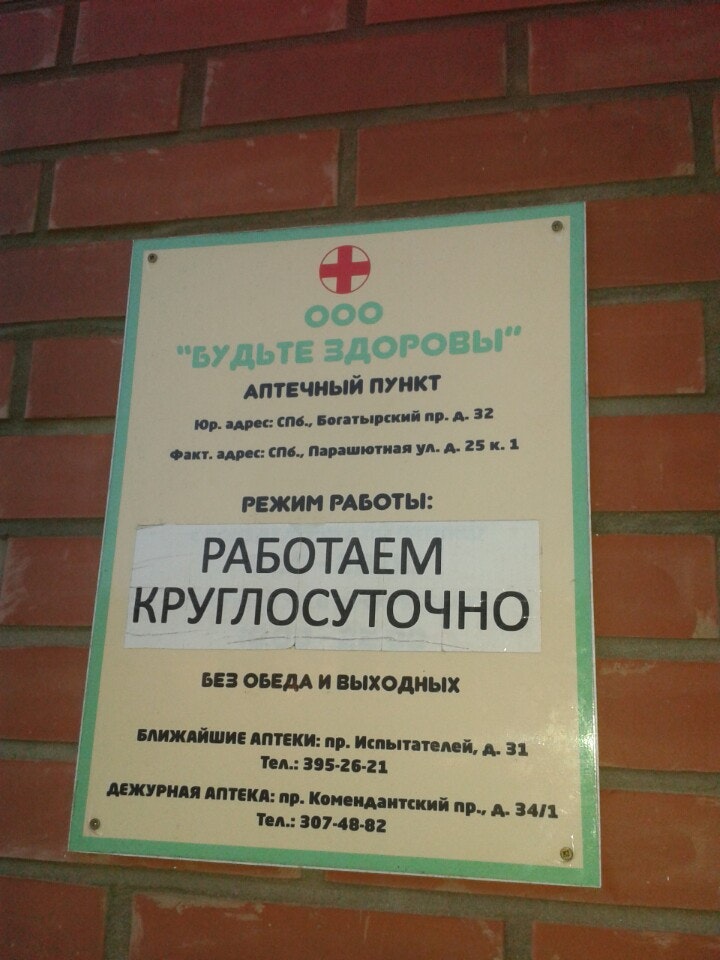 ООО
"БУДЬТЕ ЗДОРОВЫ"
АПТЕЧНЫЙ ПУНКТ
Юр. адрес: СПб., Богатырский пр. д. 32
Факт. адрес: СПб., Парашютная ул. д. 25 к. 1
РЕЖИМ РАБОТЫ:
РАБОТАЕМ
КРУГЛОСУТОЧНО
БЕЗ ОБЕДА И ВЫХОДНЫХ
БЛИЖАЙШИЕ АПТЕКИ: пр. Испытателей, д. 31
Тел.: 395-26-21
ДЕЖУРНАЯ АПТЕКА: пр. Комендантский пр., д. 34/1
Тел.: 307-48-82